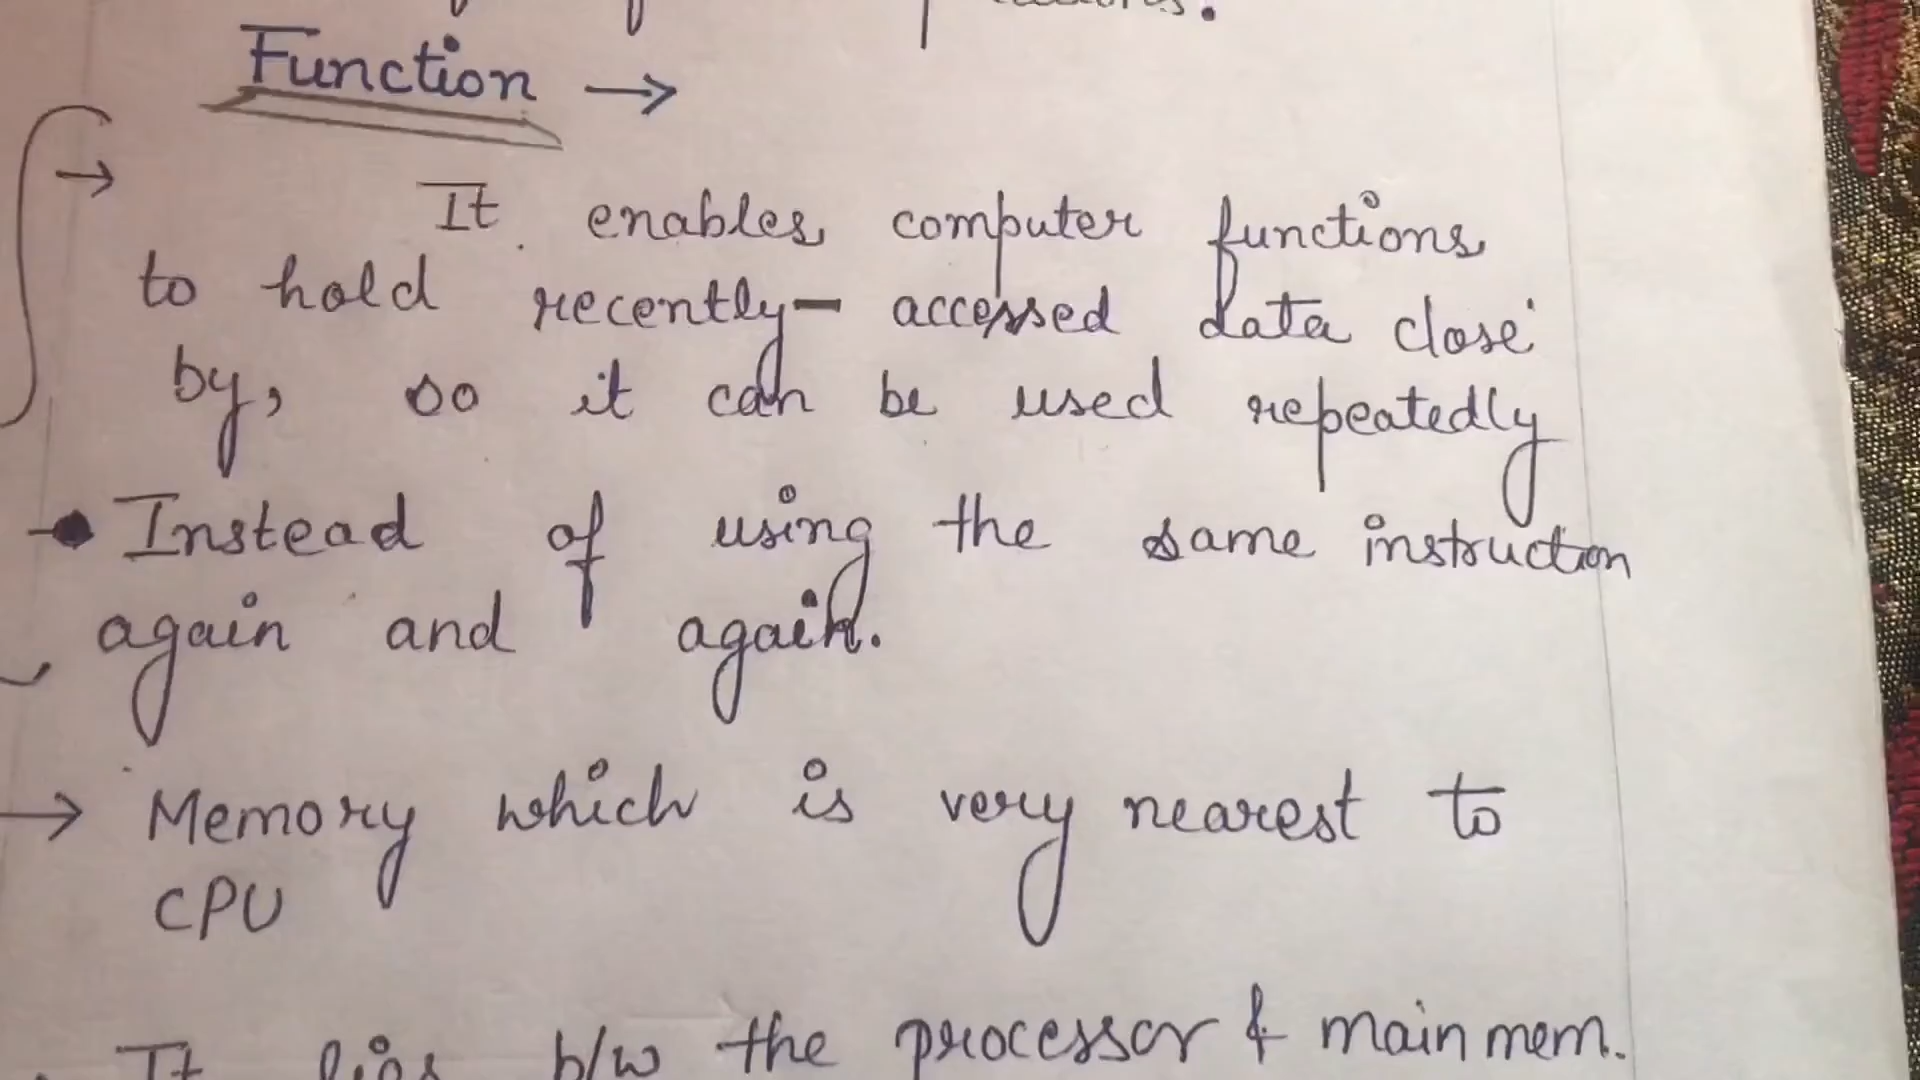 Function →
→
It enables computer functions
to hold recently- accessed data close
by, so it can be used repeatedly
Instead of using the same instruction
again and again.
→ Memory which is very nearest to
CPU
It lies b/w the processor & main mem.